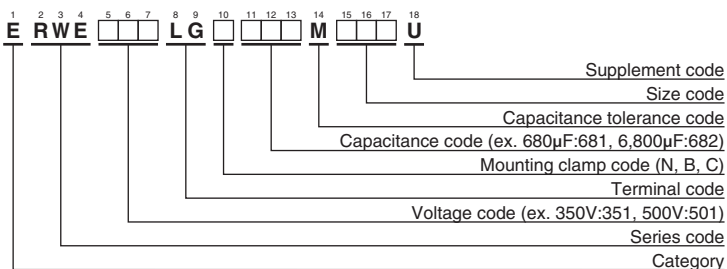 1 2 3 4 5 6 7 8 9 10 11 12 13 14 15 16 17 18
E RWE □□□ LG □ □□□ M □□□ U
Supplement code
Size code
Capacitance tolerance code
Capacitance code (ex. 680µF:681, 6,800µF:682)
Mounting clamp code (N, B, C)
Terminal code
Voltage code (ex. 350V:351, 500V:501)
Series code
Category